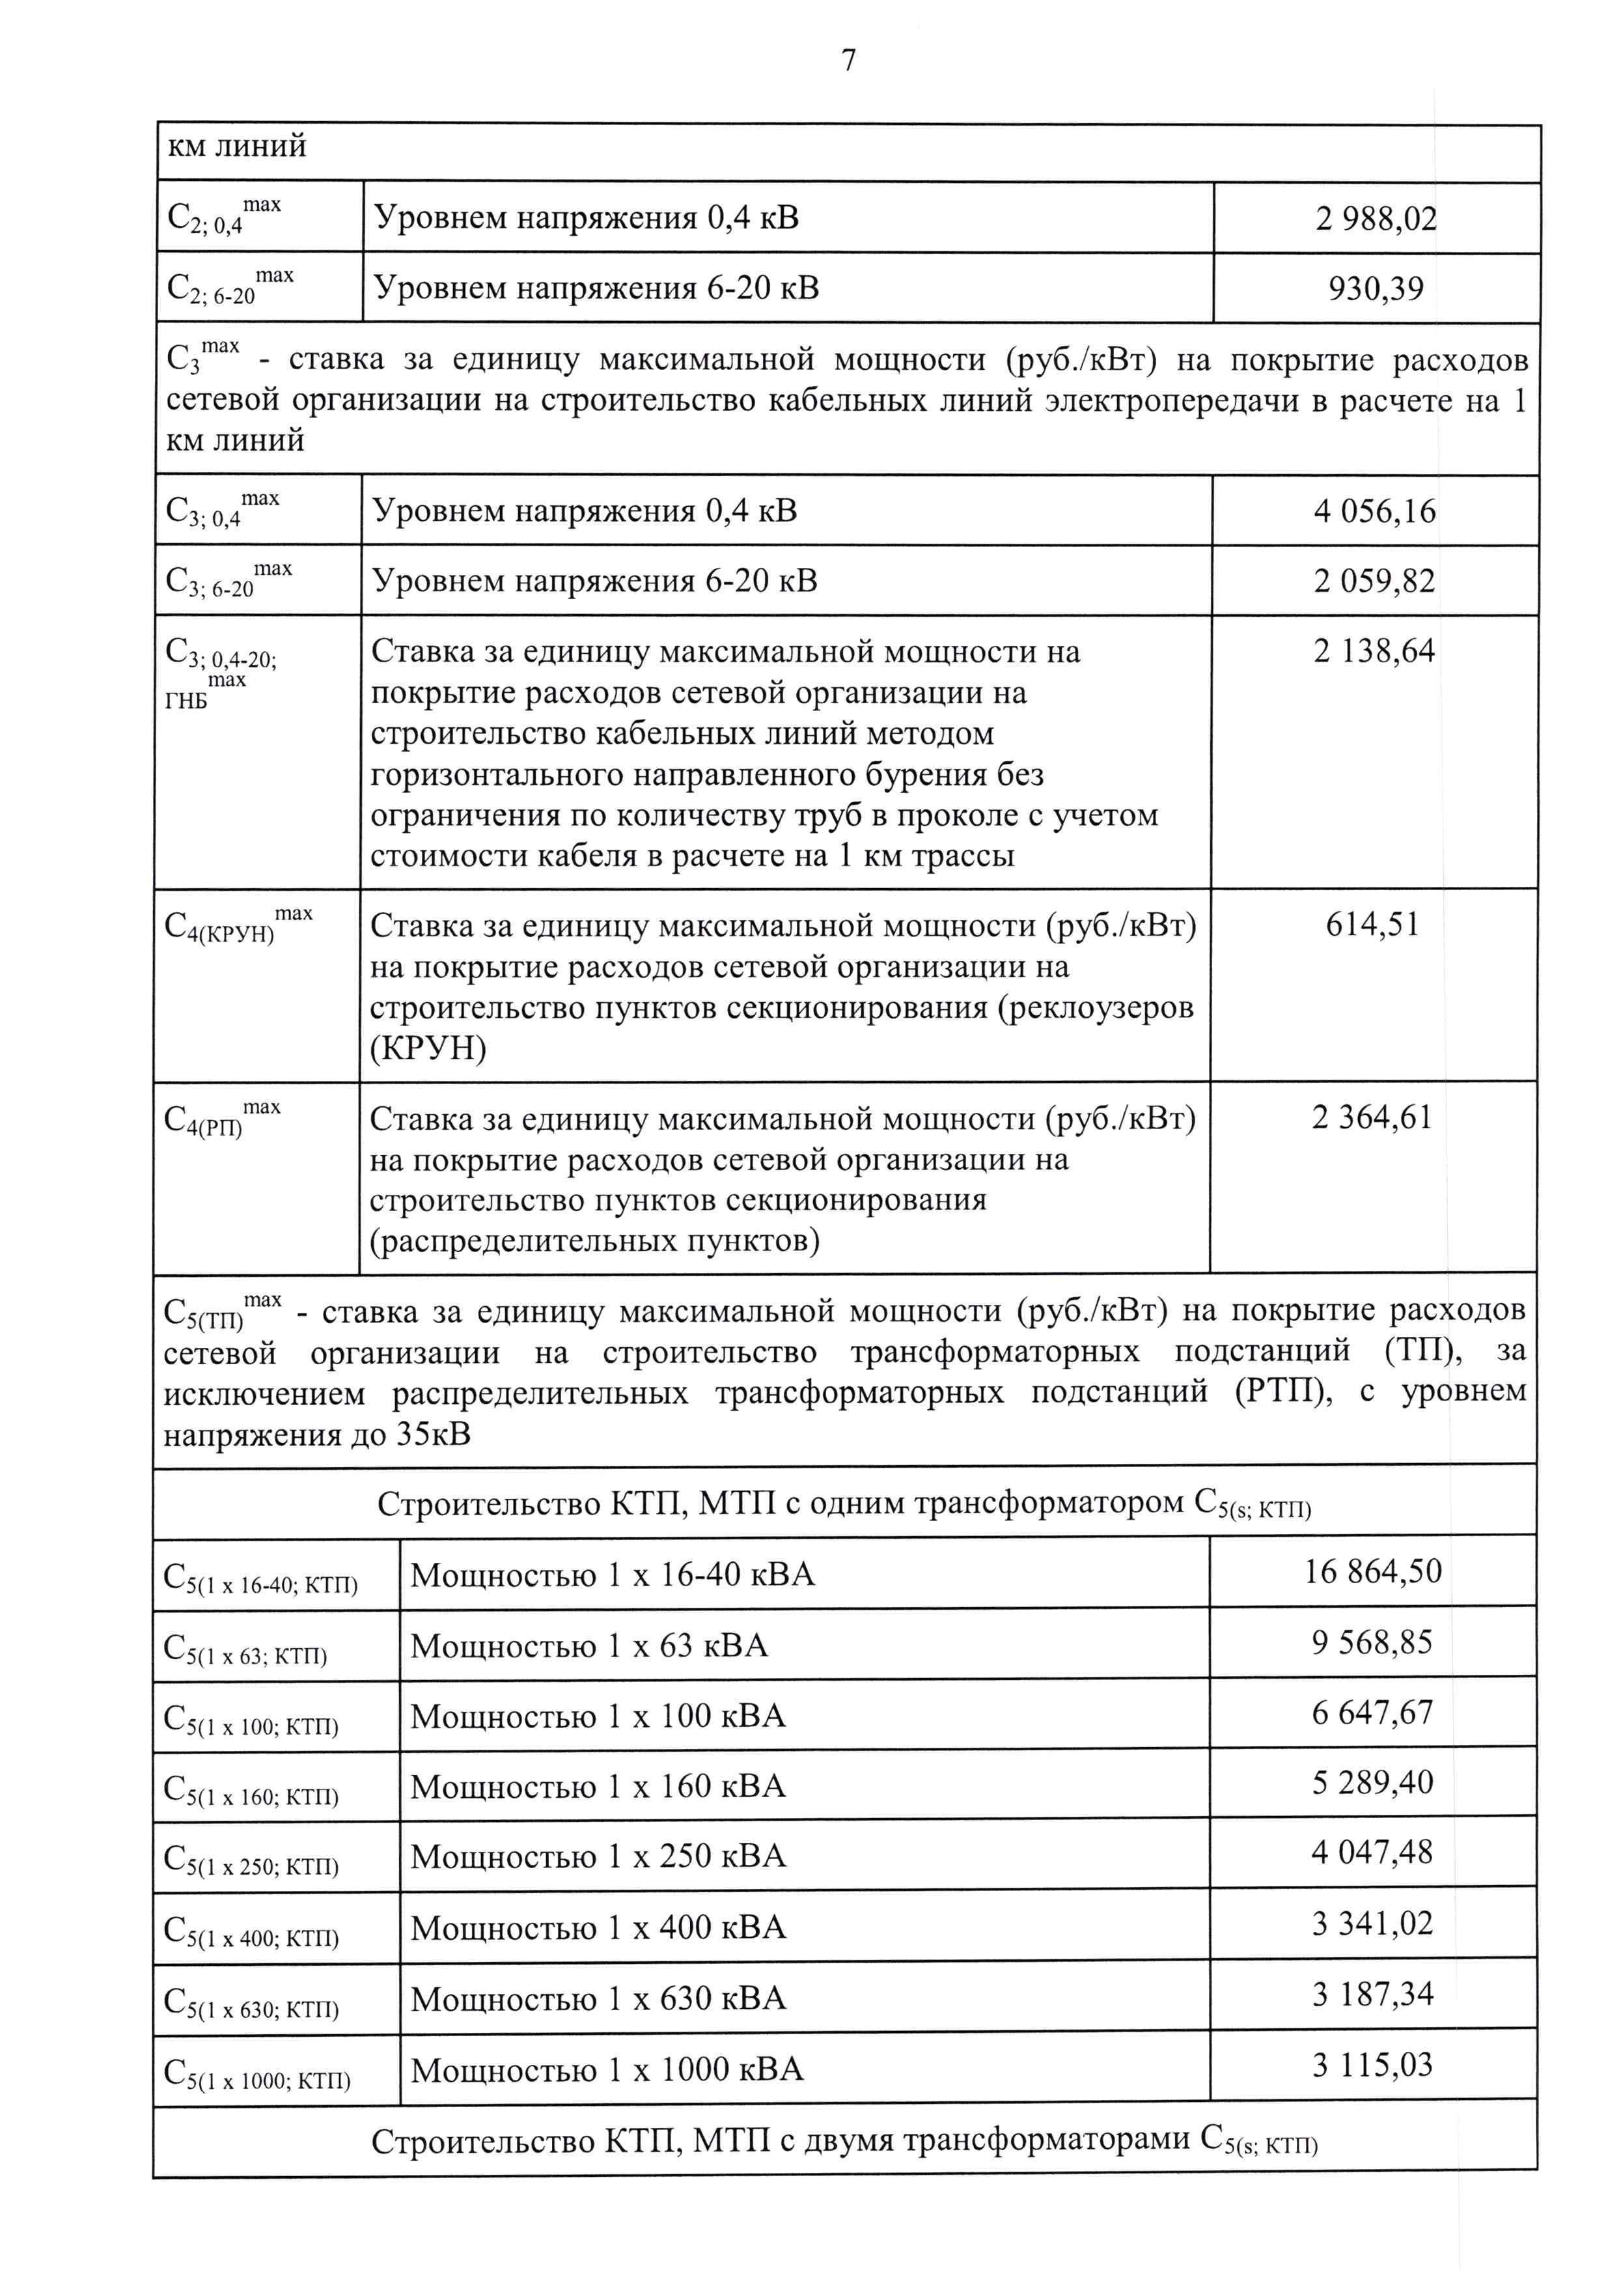 7
км линий
C2; 0,4 max Уровнем напряжения 0,4 кВ 2 988,02
C2; 6-20 max Уровнем напряжения 6-20 кВ 930,39
C3 max - ставка за единицу максимальной мощности (руб./кВт) на покрытие расходов
сетевой организации на строительство кабельных линий электропередачи в расчете на 1
км линий
C3; 0,4 max Уровнем напряжения 0,4 кВ 4 056,16
C3; 6-20 max Уровнем напряжения 6-20 кВ 2 059,82
C3; 0,4-20; ГНБ max Ставка за единицу максимальной мощности на 2 138,64
покрытие расходов сетевой организации на
строительство кабельных линий методом
горизонтального направленного бурения без
ограничения по количеству труб в проколе с учетом
стоимости кабеля в расчете на 1 км трассы
C4(КРУН) max Ставка за единицу максимальной мощности (руб./кВт) 614,51
на покрытие расходов сетевой организации на
строительство пунктов секционирования (реклоузеров
(КРУН)
C4(РП) max Ставка за единицу максимальной мощности (руб./кВт) 2 364,61
на покрытие расходов сетевой организации на
строительство пунктов секционирования
(распределительных пунктов)
C5(ТП) max - ставка за единицу максимальной мощности (руб./кВт) на покрытие расходов
сетевой организации на строительство трансформаторных подстанций (ТП), за
исключением распределительных трансформаторных подстанций (РТП), с уровнем
напряжения до 35кВ
Строительство КТП, МТП с одним трансформатором C5(s; КТП)
C5(1 х 16-40; КТП) Мощностью 1 х 16-40 кВА 16 864,50
C5(1 х 63; КТП) Мощностью 1 х 63 кВА 9 568,85
C5(1 х 100; КТП) Мощностью 1 х 100 кВА 6 647,67
C5(1 х 160; КТП) Мощностью 1 х 160 кВА 5 289,40
C5(1 х 250; КТП) Мощностью 1 х 250 кВА 4 047,48
C5(1 х 400; КТП) Мощностью 1 х 400 кВА 3 341,02
C5(1 х 630; КТП) Мощностью 1 х 630 кВА 3 187,34
C5(1 х 1000; КТП) Мощностью 1 х 1000 кВА 3 115,03
Строительство КТП, МТП с двумя трансформаторами C5(s; КТП)